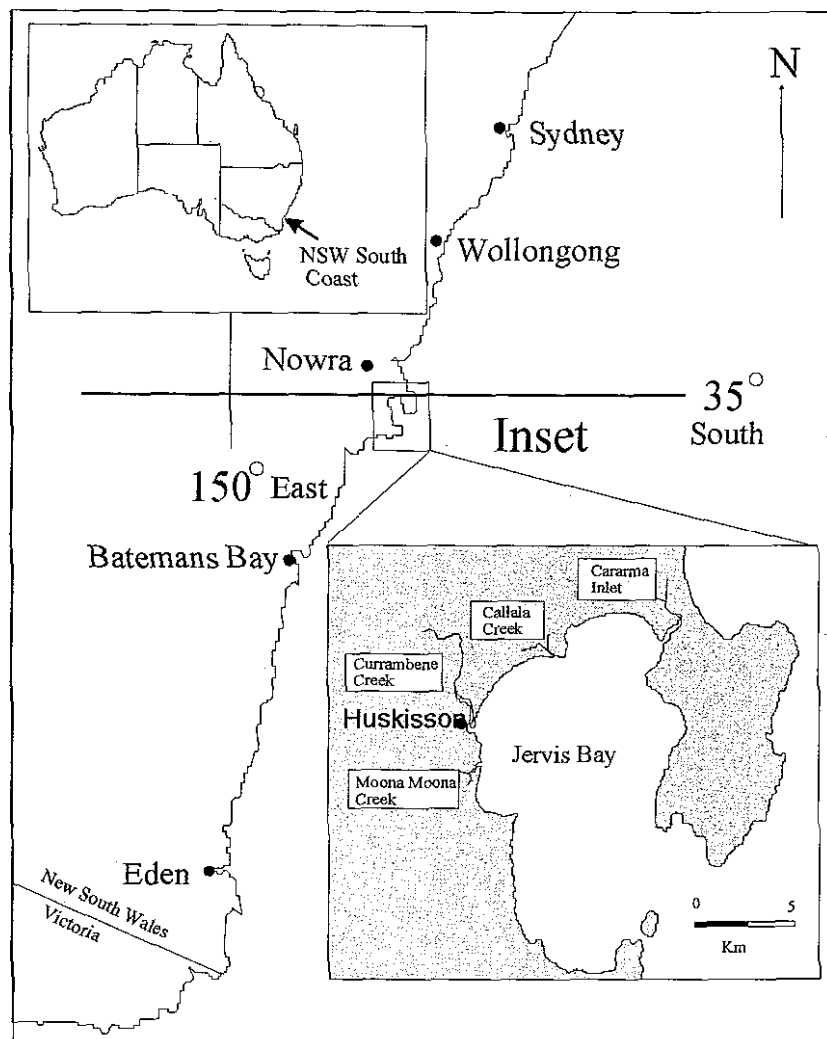 N
Sydney
Wollongong
NSW South
Coast
Nowra
35°
South
Inset
150° East
Batemans Bay
Cararma
Inlet
Callala
Creek
Currambene
Creek
Huskisson
Jervis Bay
Moona Moona
Creek
Eden
New South Wales
Victoria
0 5
Km